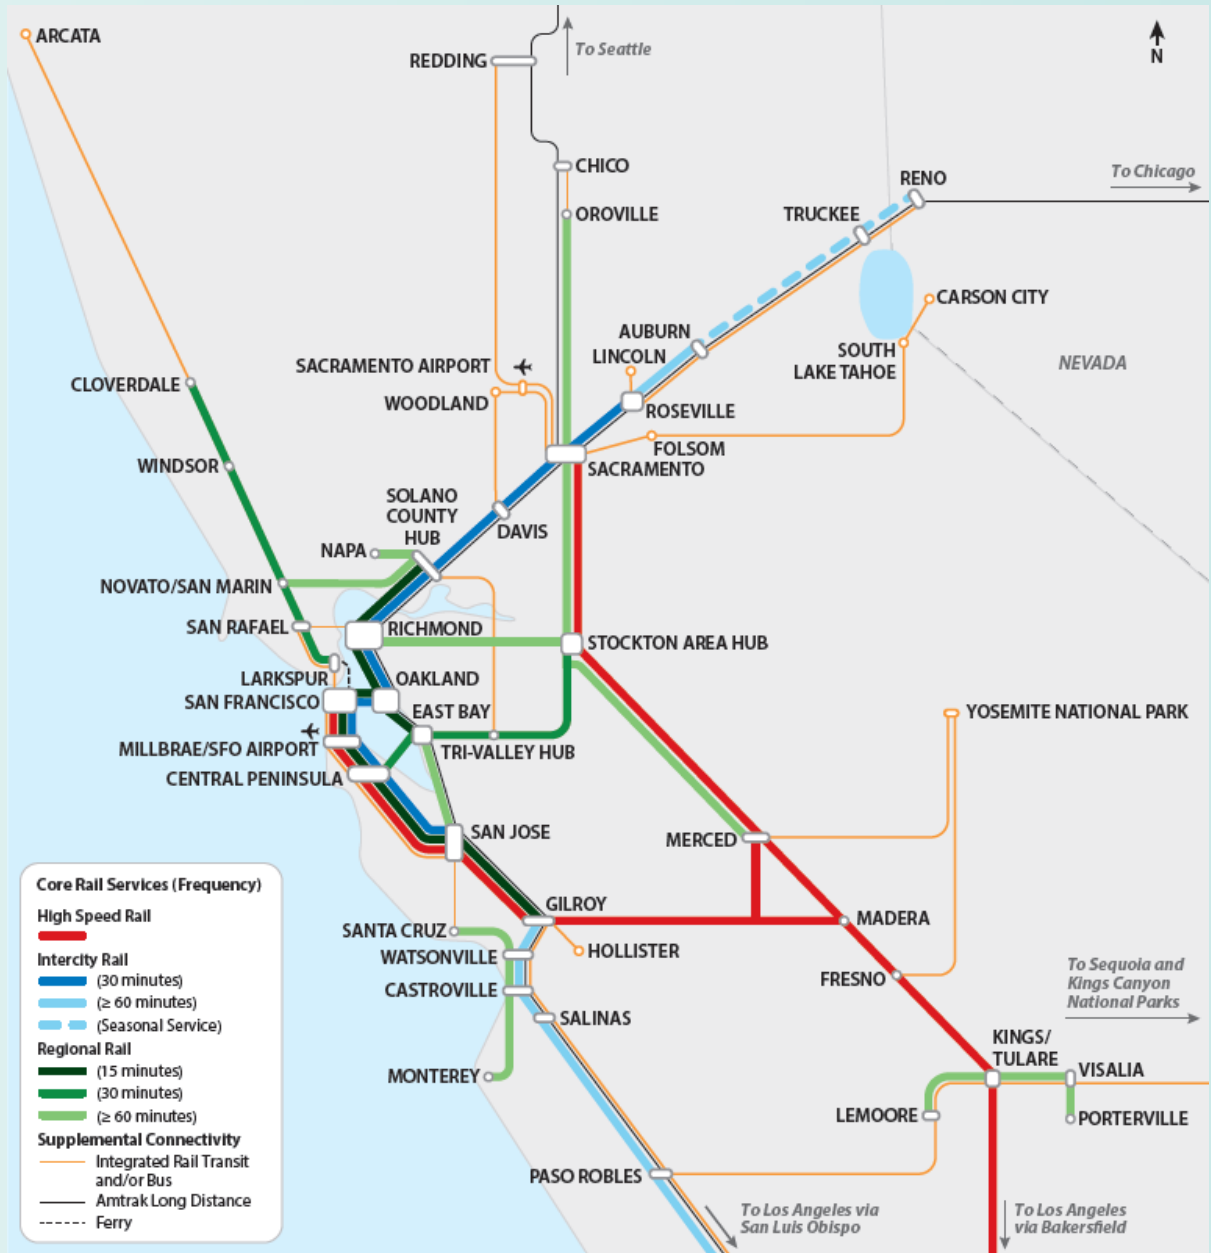 ARCATA
To Seattle
N
REDDING
CHICO
To Chicago
RENO
OROVILLE
TRUCKEE
CARSON CITY
AUBURN
LINCOLN
SACRAMENTO AIRPORT
SOUTH
LAKE TAHOE
NEVADA
CLOVERDALE
WOODLAND
ROSEVILLE
FOLSOM
WINDSOR
SACRAMENTO
SOLANO
COUNTY
HUB
DAVIS
NAPA
NOVATO/SAN MARIN
SAN RAFAEL
RICHMOND
STOCKTON AREA HUB
LARKSPUR
OAKLAND
SAN FRANCISCO
EAST BAY
YOSEMITE NATIONAL PARK
MILLBRAE/SFO AIRPORT
TRI-VALLEY HUB
CENTRAL PENINSULA
SAN JOSE
MERCED
GILROY
MADERA
SANTA CRUZ
HOLLISTER
WATSONVILLE
FRESNO
To Sequoia and
Kings Canyon
National Parks
CASTROVILLE
SALINAS
KINGS/
TULARE
VISALIA
MONTEREY
LEMOORE
PORTERVILLE
PASO ROBLES
To Los Angeles via
San Luis Obispo
To Los Angeles
via Bakersfield
Core Rail Services (Frequency)
High Speed Rail
Intercity Rail
(30 minutes)
(≥ 60 minutes)
(Seasonal Service)
Regional Rail
(15 minutes)
(30 minutes)
(≥ 60 minutes)
Supplemental Connectivity
Integrated Rail Transit
and/or Bus
Amtrak Long Distance
Ferry